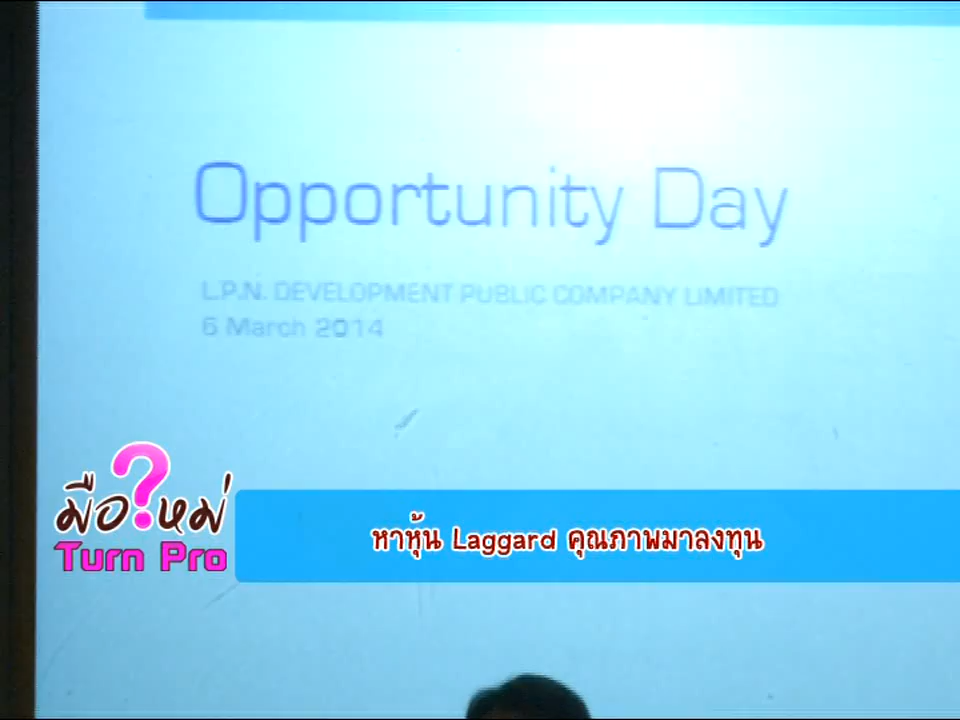 Opportunity Day
L.P.N. DEVELOPMENT PUBLIC COMPANY LIMITED
6 March 2014
มือ?หม่
Turn Pro
หาหุ้น Laggard คุณภาพมาลงทุน